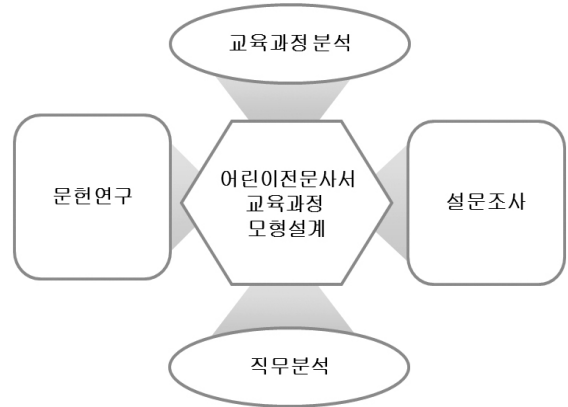 교육과정 분석
문헌연구
어린이전문사서
교육과정
모형설계
설문조사
직무분석